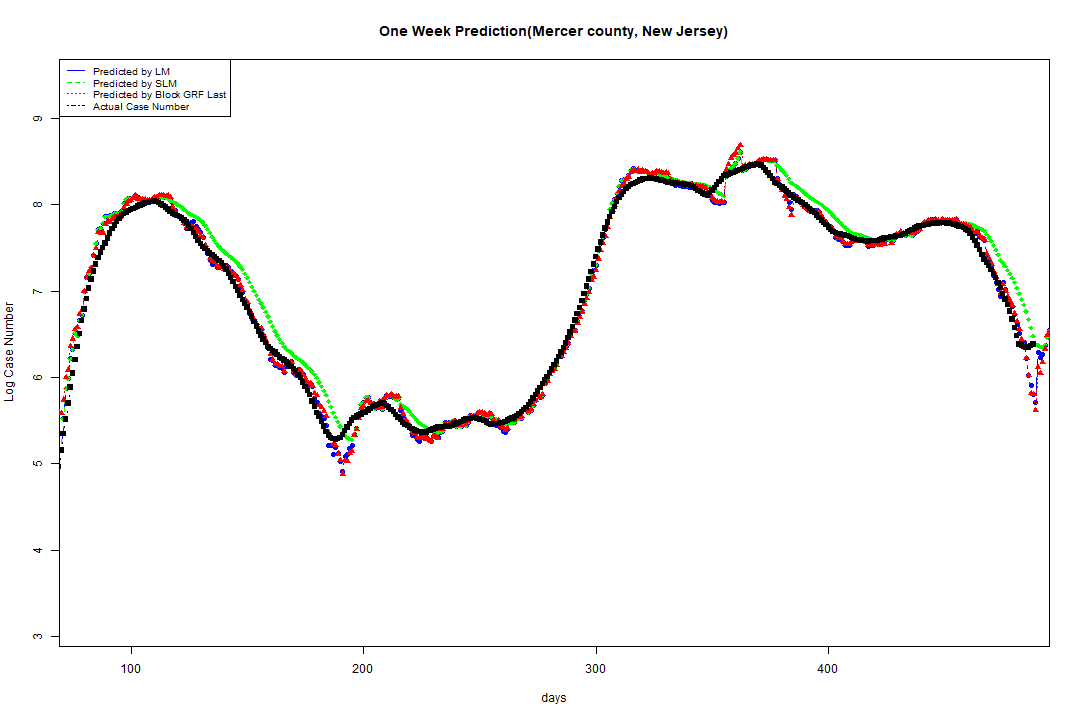 One Week Prediction(Mercer county, New Jersey)
Predicted by LM
Predicted by SLM
Predicted by Block GRF Last
Actual Case Number
9
8
7
6
5
4
3
Log Case Number
100 200 300 400
days